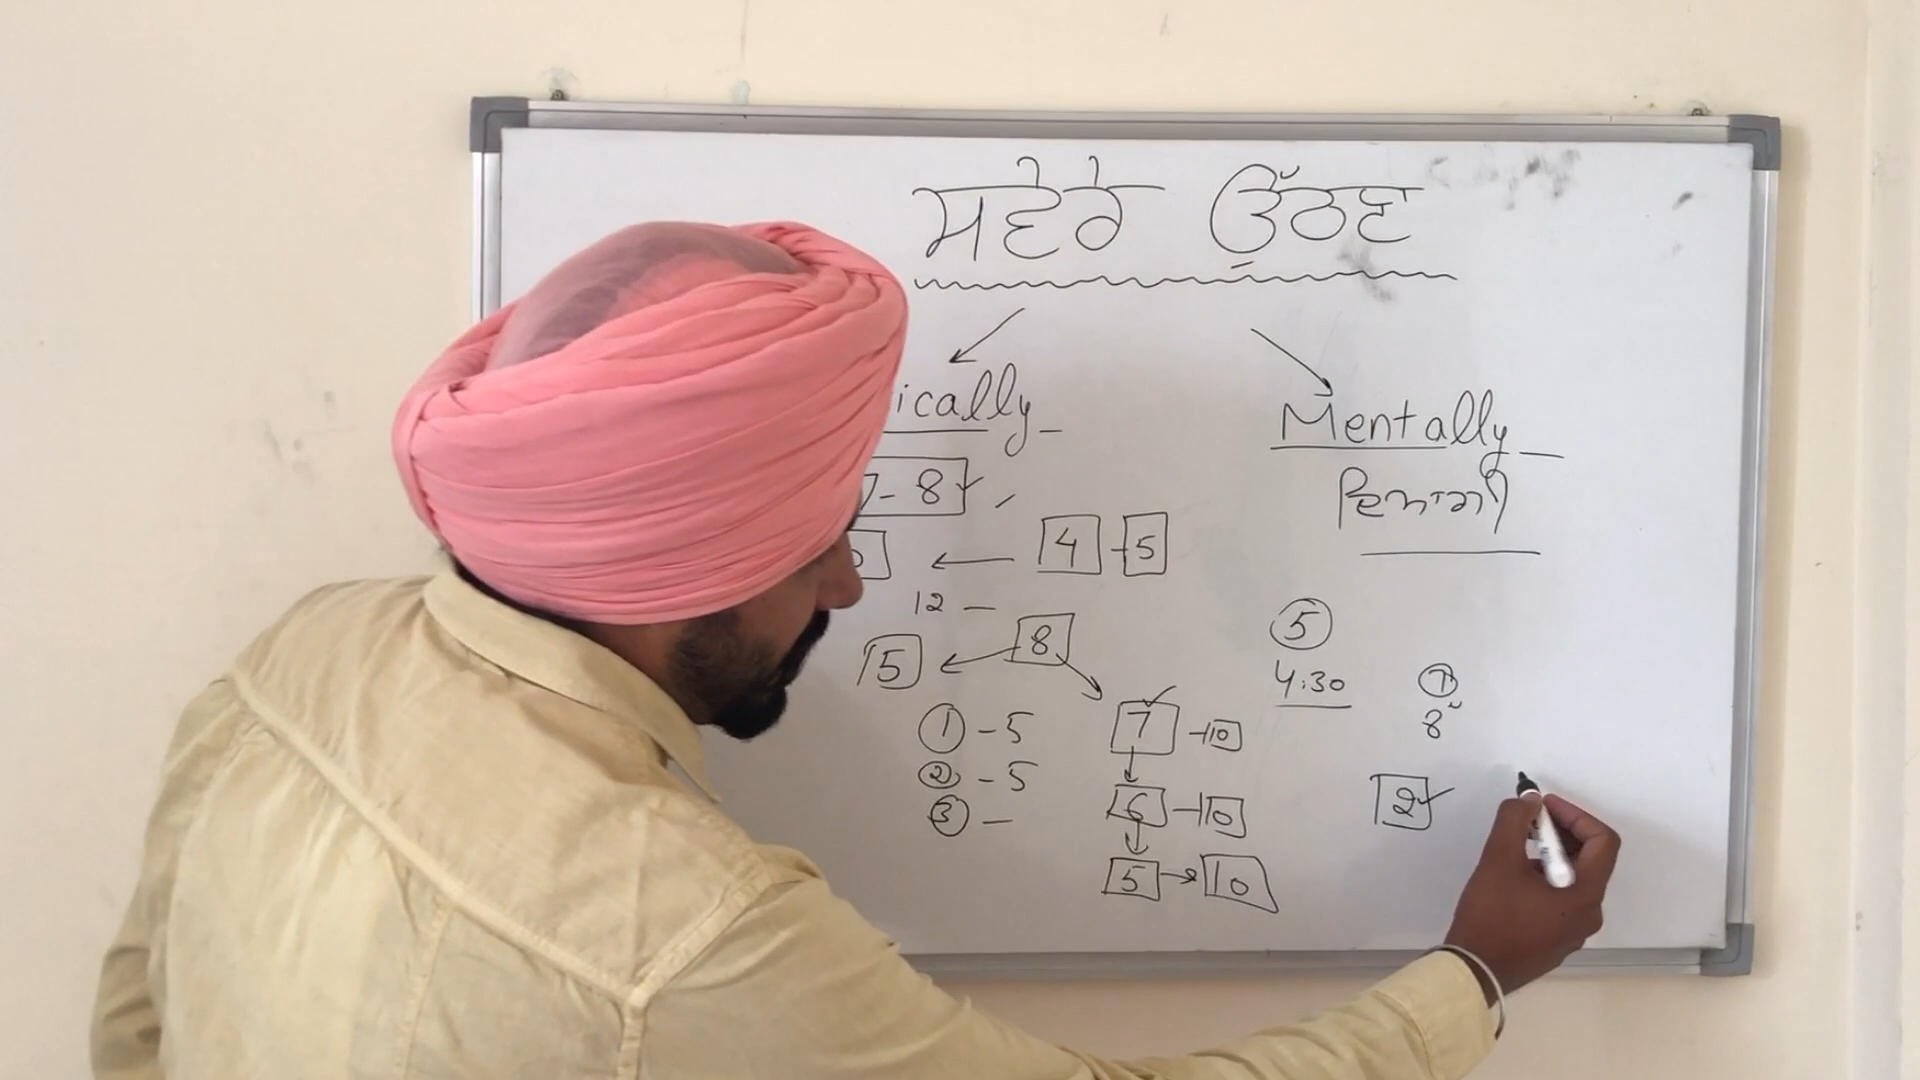 ਸਵੇਰੇ ਉੱਠਣਾ
ically
Mentally
7-8
ਦਿਮਾਗੀ
4 - 5
12 -
8
5
5
4:30
7
8
① - 5
7 - 10
② - 5
6 - 10
2
③ -
5 → 10